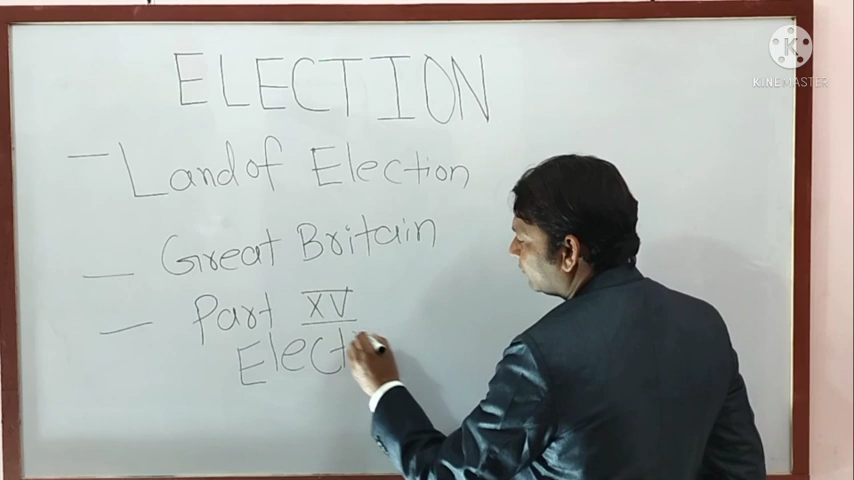 ELECTION
– Land of Election
– Great Britain
– Part XV
Elect
KINEMASTER